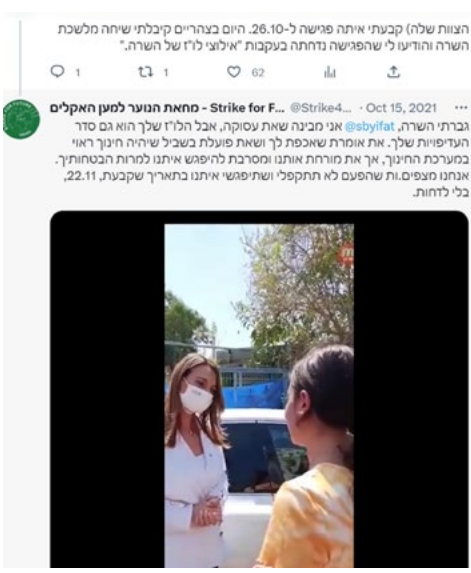 הצוות שלה) קבעתי איתה פגישה ל-26.10. היום בצהריים קיבלתי שיחה מלשכת
השרה והודיעו לי שהפגישה נדחתה בעקבות "אילוצי לו"ז של השרה."
1 1 62
מחאת הנוער למען האקלים - Strike for F... @Strike4... · Oct 15, 2021
גברתי השרה, @sbyifat אני מבינה שאת עסוקה, אבל הלו"ז שלך הוא גם סדר
העדיפויות שלך. את אומרת שאכפת לך ושאת פועלת בשביל שיהיה חינוך ראוי
במערכת החינוך, אך את מורחת אותנו ומסרבת להיפגש איתנו למרות הבטחותיך.
אנחנו מצפים.ות שהפעם לא תתקפלי ושתיפגשי איתנו בתאריך שקבעת, 22.11,
בלי לדחות.